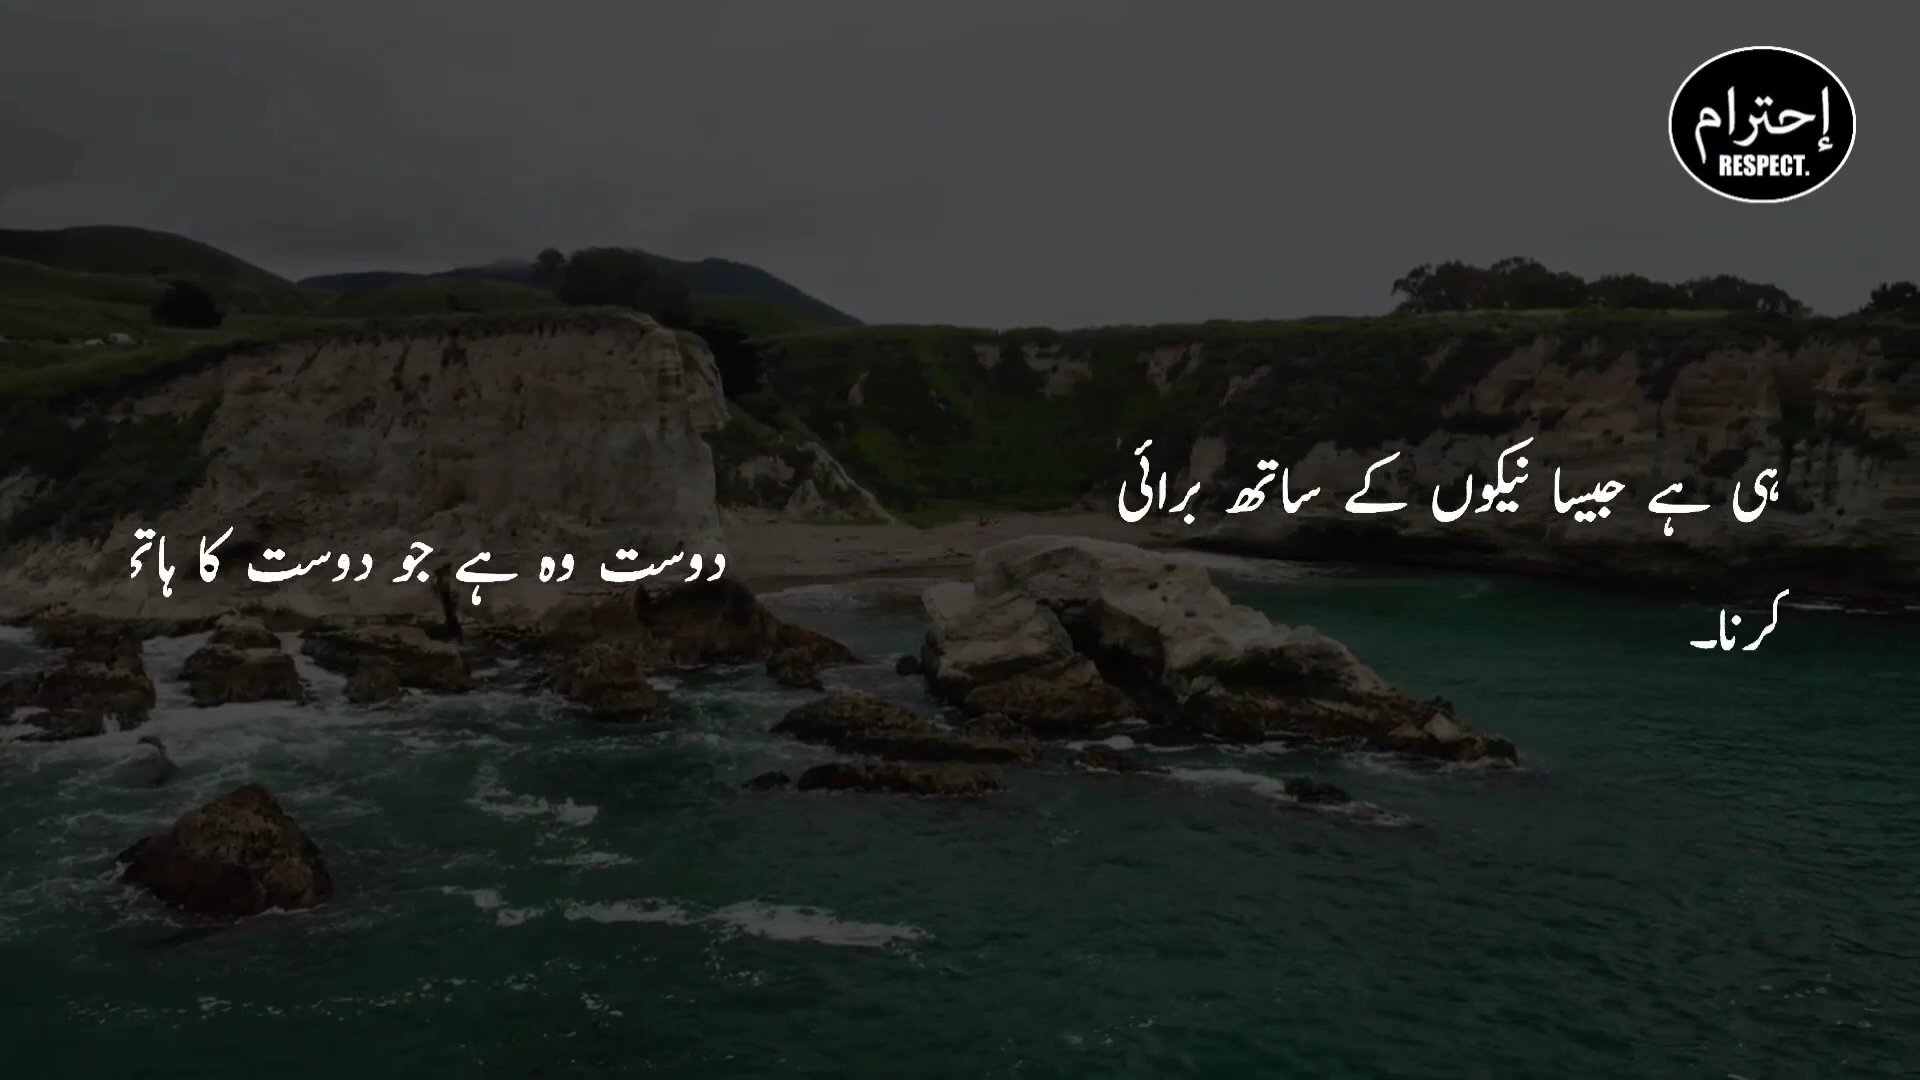 إحترام
RESPECT.
ہی ہے جیسا نیکوں کے ساتھ برائی
کرنا۔
دوست وہ ہے جو دوست کا ہاتھ